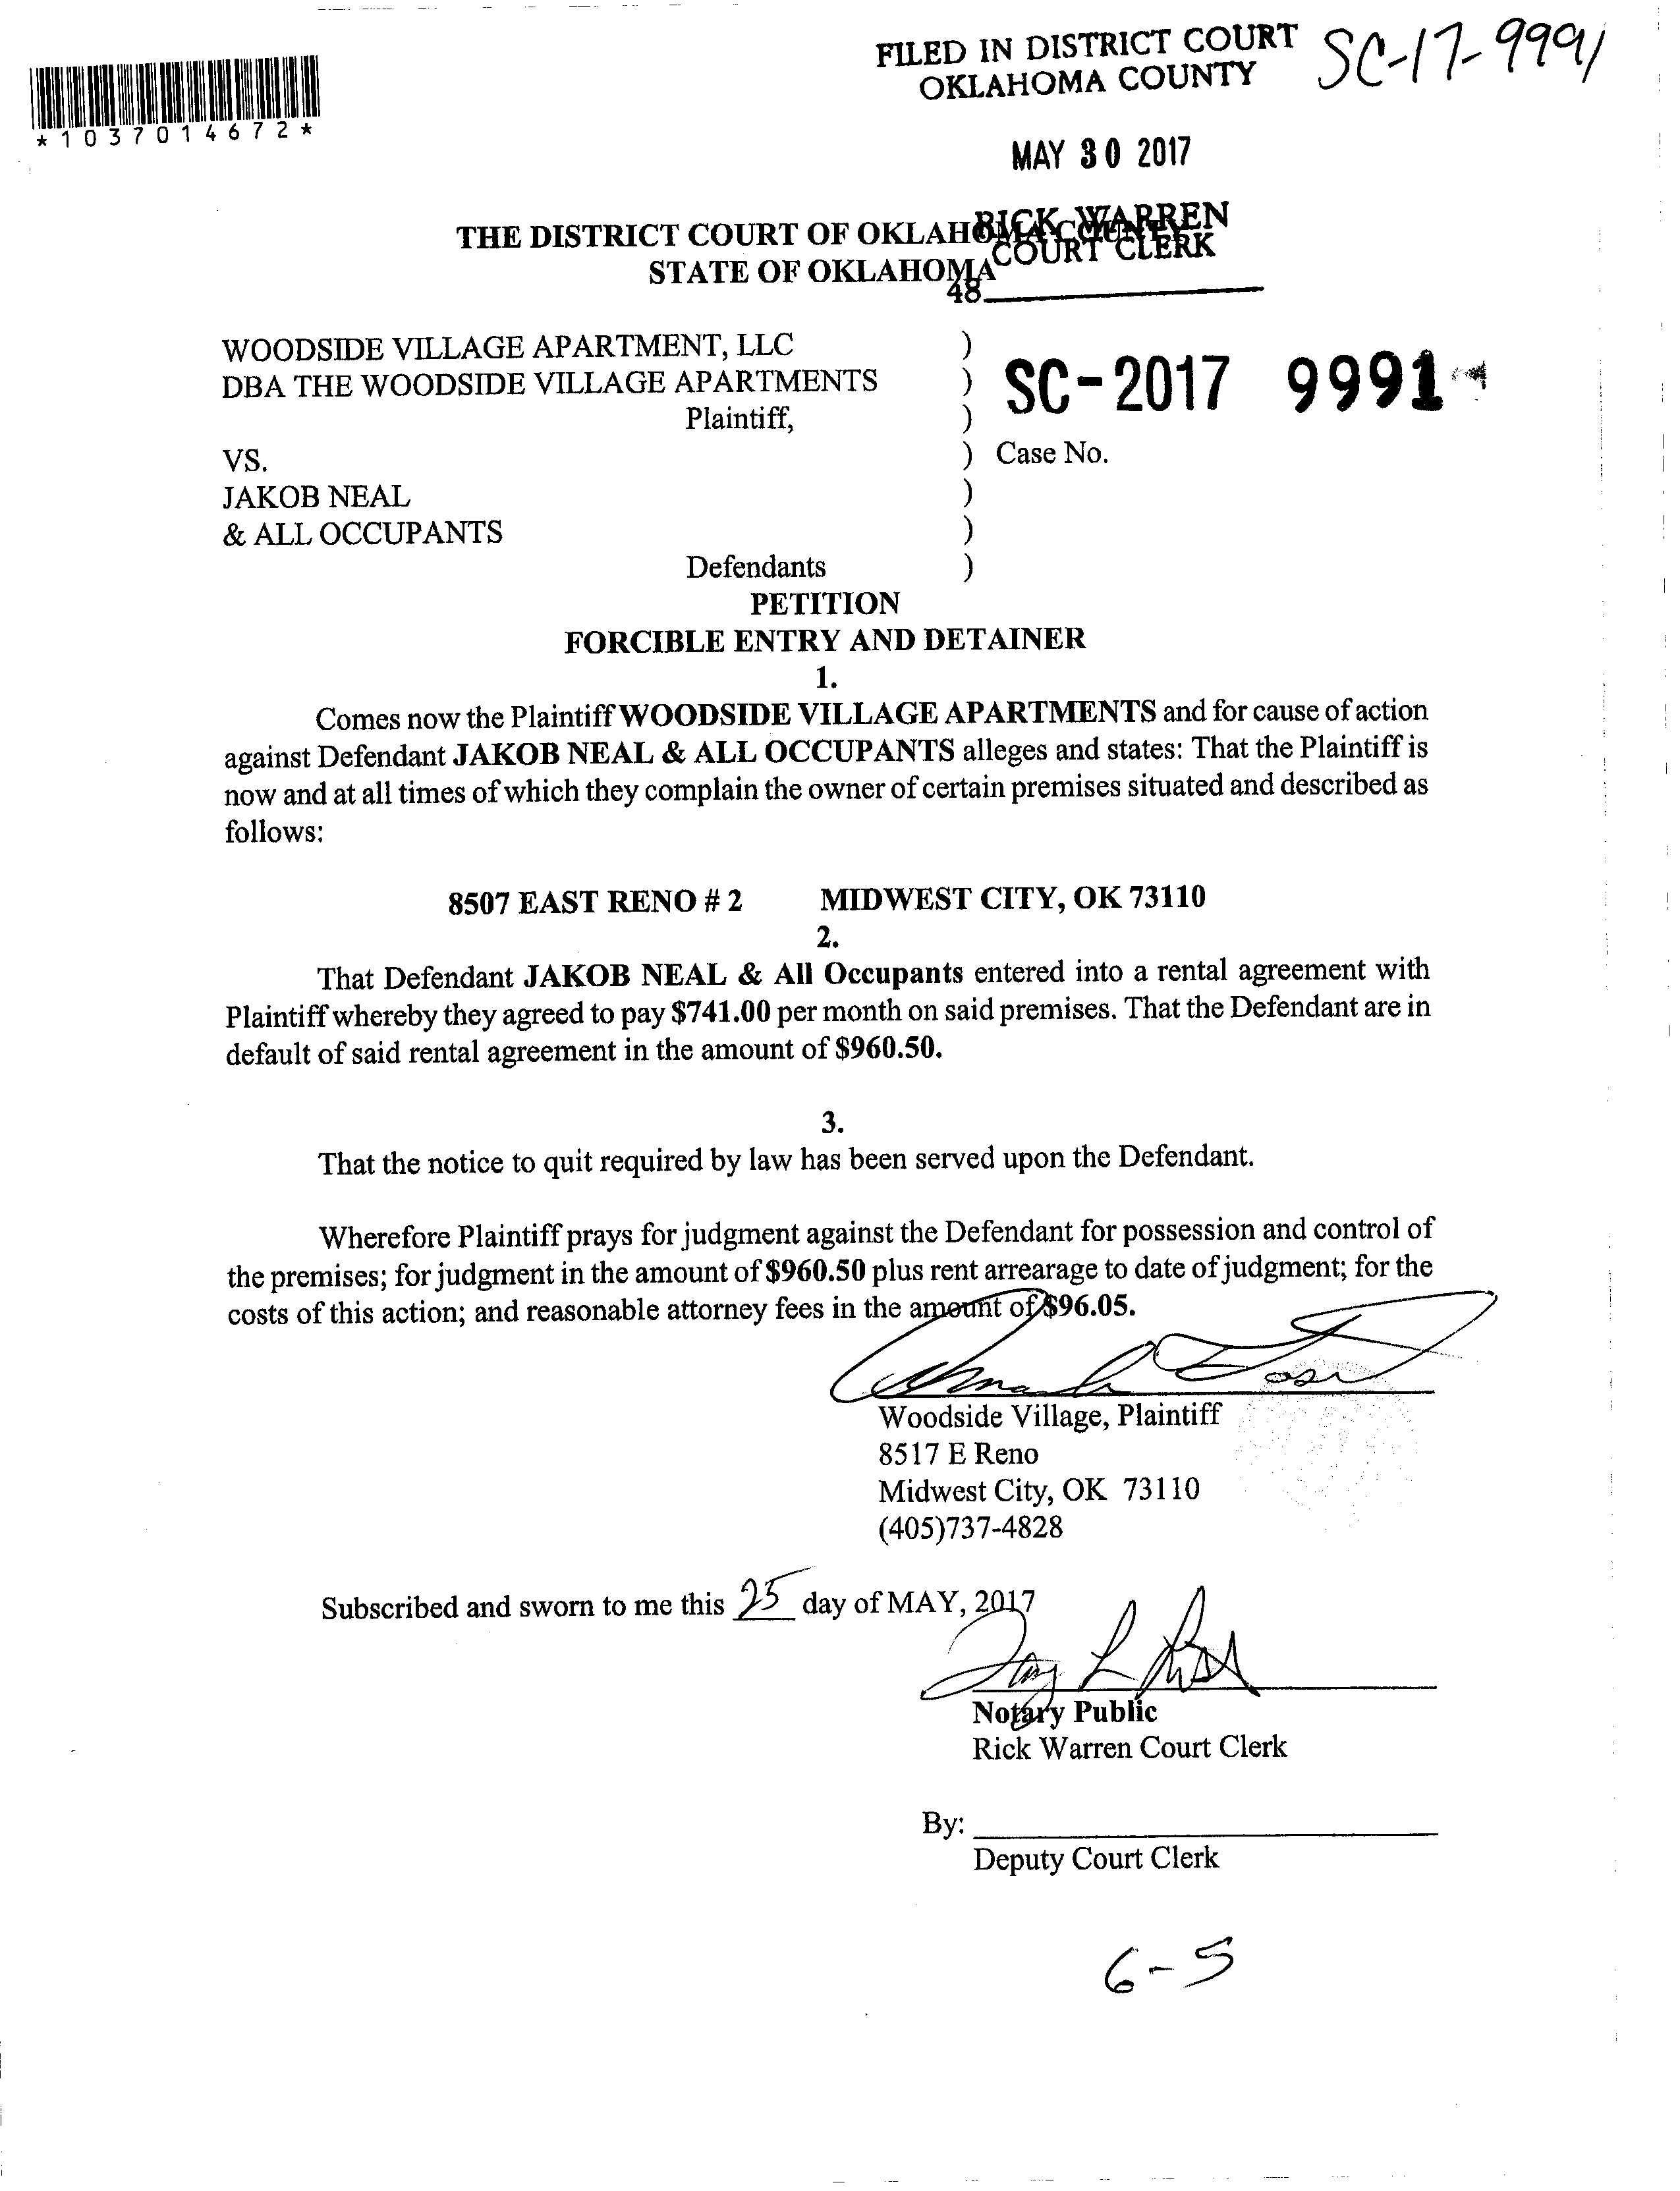 FILED IN DISTRICT COURT
OKLAHOMA COUNTY
SC-17-9991
*1037014672*
MAY 30 2017
RICK WARREN
COURT CLERK
THE DISTRICT COURT OF OKLAHOMA COUNTY
STATE OF OKLAHOMA
48
WOODSIDE VILLAGE APARTMENT, LLC )
DBA THE WOODSIDE VILLAGE APARTMENTS ) SC-2017 9991
Plaintiff, )
VS. ) Case No.
JAKOB NEAL )
& ALL OCCUPANTS )
Defendants )
PETITION
FORCIBLE ENTRY AND DETAINER
1.
Comes now the Plaintiff WOODSIDE VILLAGE APARTMENTS and for cause of action
against Defendant JAKOB NEAL & ALL OCCUPANTS alleges and states: That the Plaintiff is
now and at all times of which they complain the owner of certain premises situated and described as
follows:
8507 EAST RENO # 2 MIDWEST CITY, OK 73110
2.
That Defendant JAKOB NEAL & All Occupants entered into a rental agreement with
Plaintiff whereby they agreed to pay $741.00 per month on said premises. That the Defendant are in
default of said rental agreement in the amount of $960.50.
3.
That the notice to quit required by law has been served upon the Defendant.
Wherefore Plaintiff prays for judgment against the Defendant for possession and control of
the premises; for judgment in the amount of $960.50 plus rent arrearage to date of judgment; for the
costs of this action; and reasonable attorney fees in the amount of $96.05.
Woodside Village, Plaintiff
8517 E Reno
Midwest City, OK 73110
(405)737-4828
Subscribed and sworn to me this 25 day of MAY, 2017
Notary Public
Rick Warren Court Clerk
By:
Deputy Court Clerk
6-5